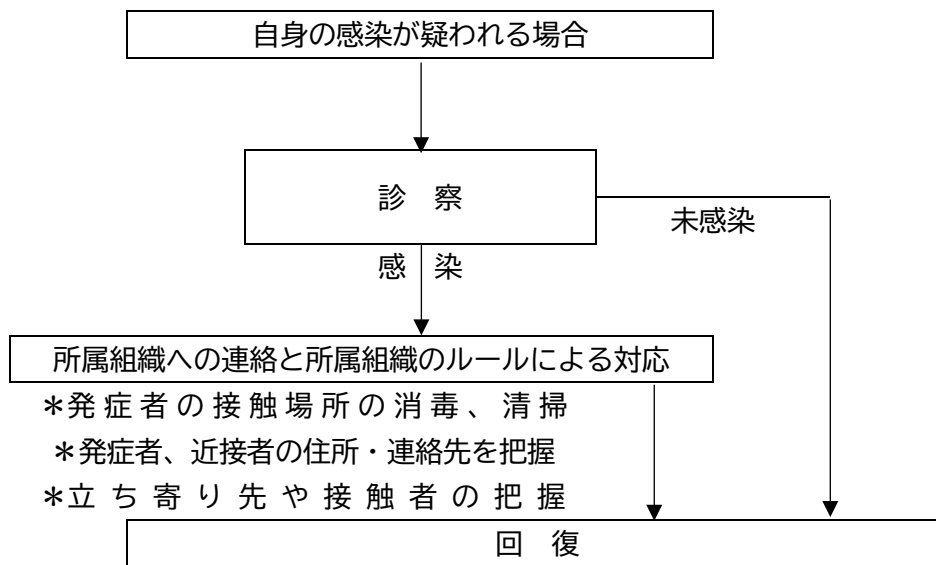 自身の感染が疑われる場合
診　察
未感染
感　染
所属組織への連絡と所属組織のルールによる対応
＊発症者の接触場所の消毒、清掃
＊発症者、近接者の住所・連絡先を把握
＊立ち寄り先や接触者の把握
回　復